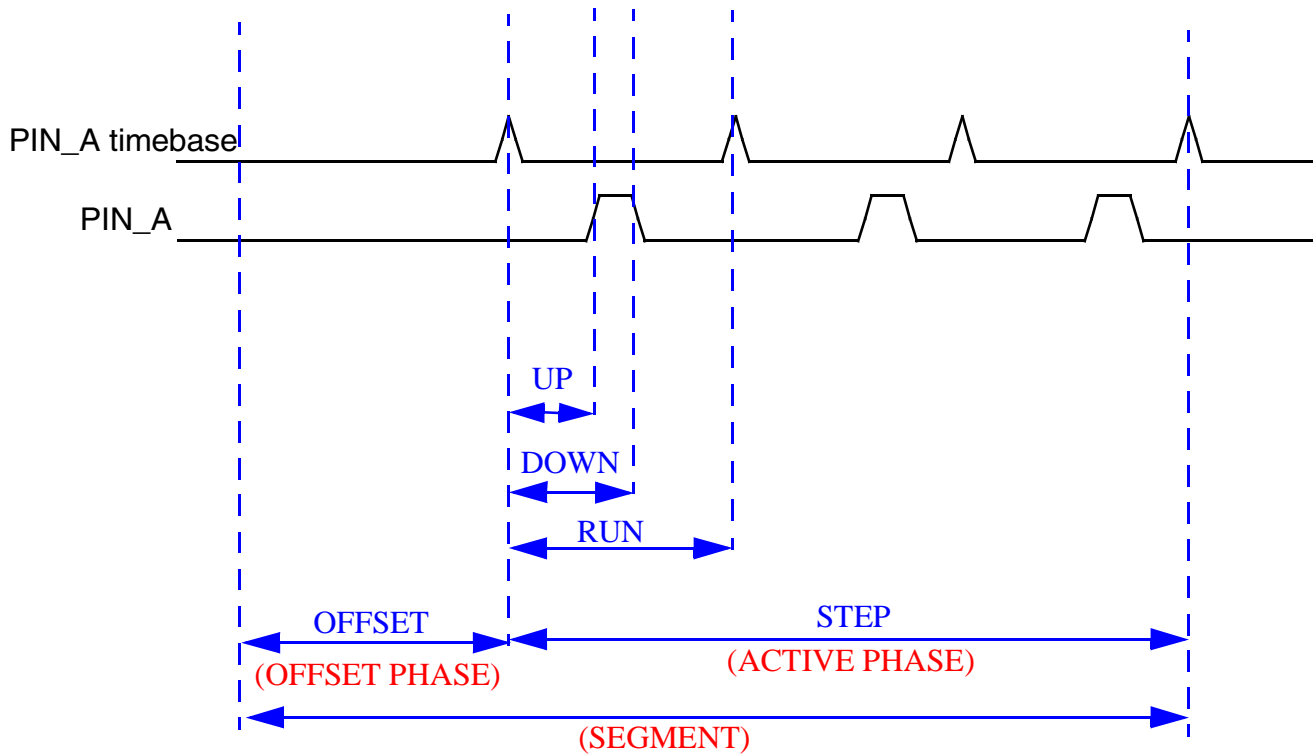 PIN_A timebase
PIN_A
UP
DOWN
RUN
OFFSET
STEP
(OFFSET PHASE)
(ACTIVE PHASE)
(SEGMENT)